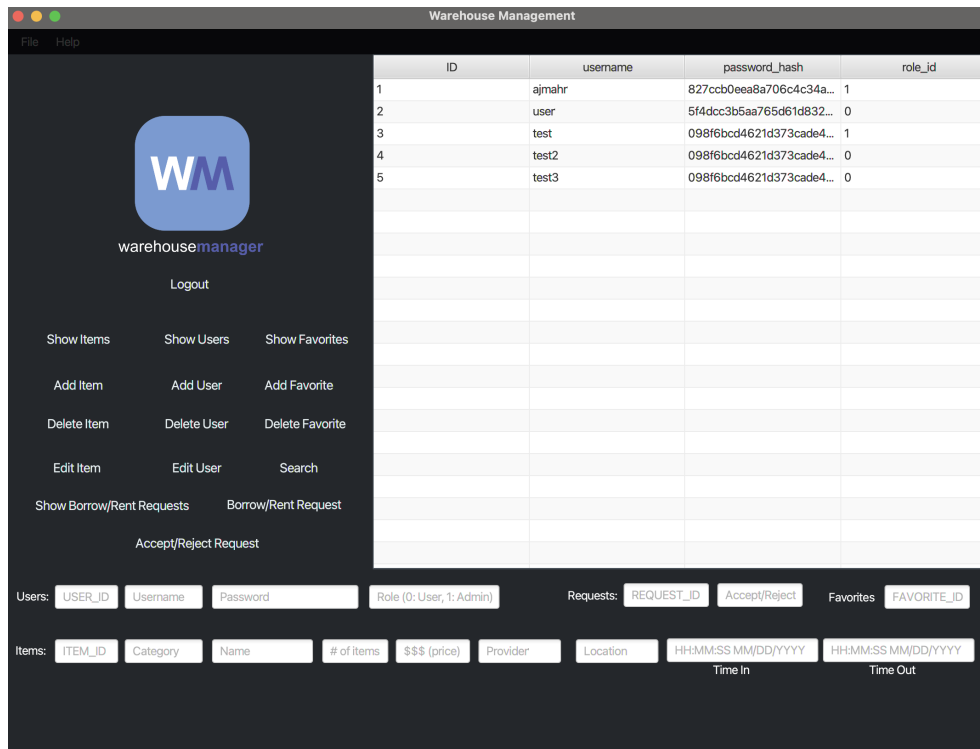 Warehouse Management
File Help
ID username password_hash role_id
1 ajmahr 827ccb0eea8a706c4c34a... 1
2 user 5f4dcc3b5aa765d61d832... 0
3 test 098f6bcd4621d373cade4... 1
4 test2 098f6bcd4621d373cade4... 0
5 test3 098f6bcd4621d373cade4... 0
WM
warehousemanager
Logout
Show Items Show Users Show Favorites
Add Item Add User Add Favorite
Delete Item Delete User Delete Favorite
Edit Item Edit User Search
Show Borrow/Rent Requests Borrow/Rent Request
Accept/Reject Request
Users: USER_ID Username Password Role (0: User, 1: Admin) Requests: REQUEST_ID Accept/Reject Favorites FAVORITE_ID
Items: ITEM_ID Category Name # of items $$$ (price) Provider Location HH:MM:SS MM/DD/YYYY HH:MM:SS MM/DD/YYYY
Time In Time Out